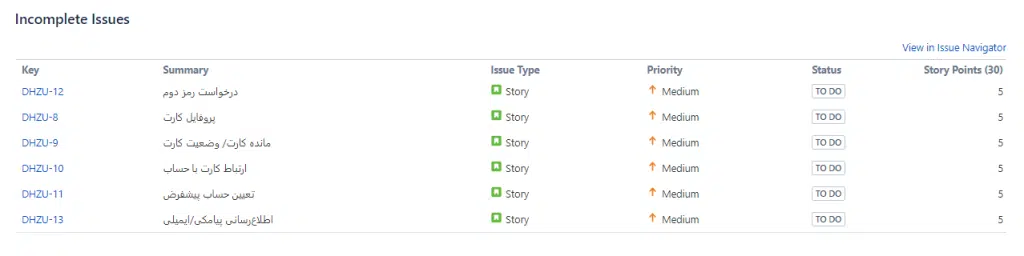 Incomplete Issues
View in Issue Navigator
Key Summary Issue Type Priority Status Story Points (30)
DHZU-12 درخواست رمز دوم Story Medium TO DO 5
DHZU-8 پروفایل کارت Story Medium TO DO 5
DHZU-9 مانده کارت/ وضعیت کارت Story Medium TO DO 5
DHZU-10 ارتباط کارت با حساب Story Medium TO DO 5
DHZU-11 تعیین حساب پیشفرض Story Medium TO DO 5
DHZU-13 اطلاع‌رسانی پیامکی/ایمیلی Story Medium TO DO 5